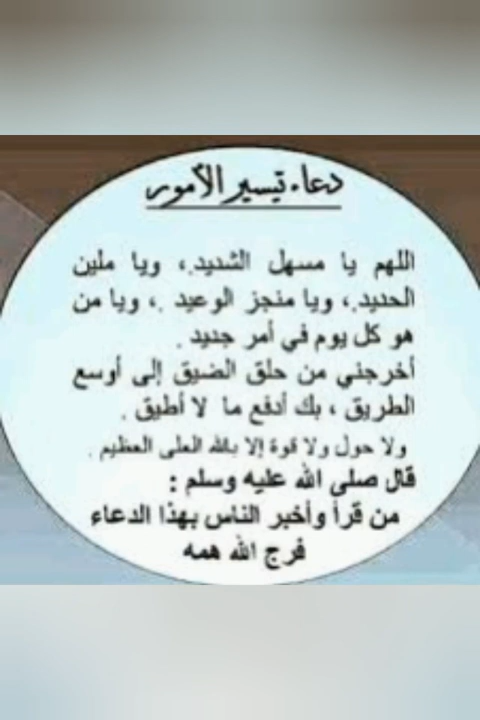 دعاء تيسير الأمور
اللهم يا مسهل الشديد.، ويا ملين
الحديد.، ويا منجز الوعيد .، ويا من
هو كل يوم في أمر جديد .
أخرجني من حلق الضيق إلى أوسع
الطريق ، بك أدفع ما لا أطيق .
ولا حول ولا قوة إلا بالله العلى العظيم .
قال صلى الله عليه وسلم :
من قرأ وأخبر الناس بهذا الدعاء
فرج الله همه